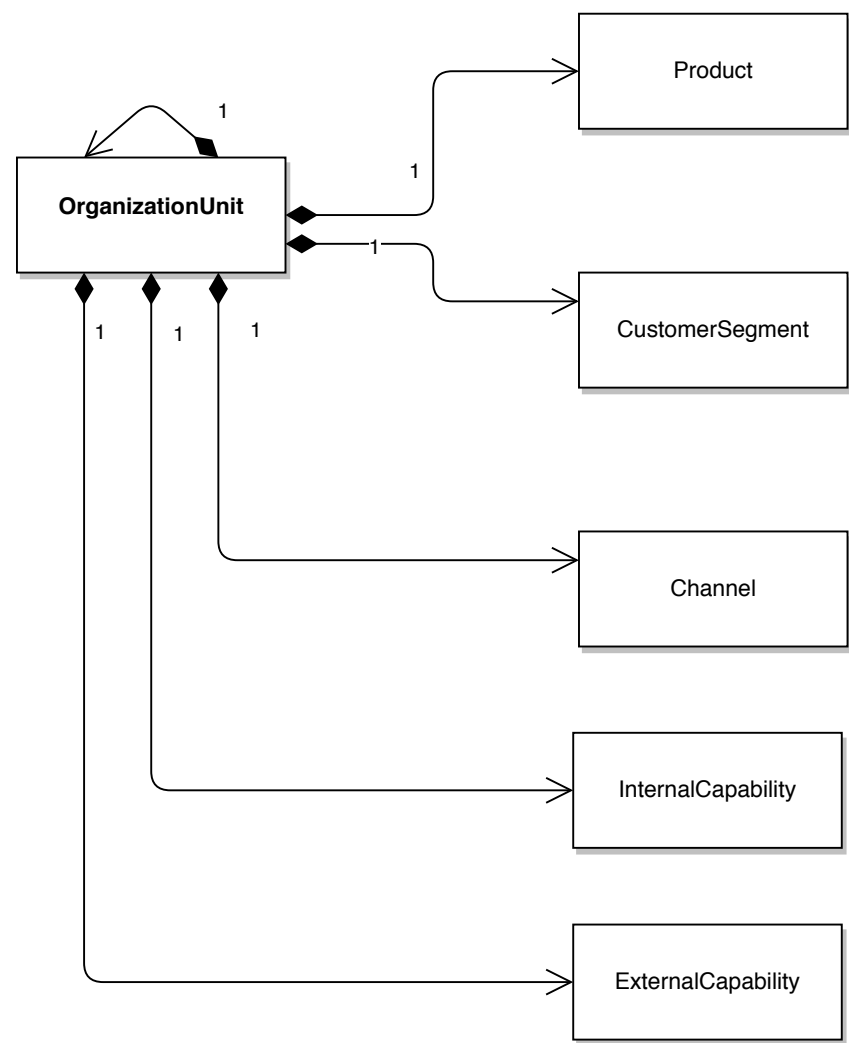 Product
1
1
OrganizationUnit
1
CustomerSegment
1
1
1
Channel
InternalCapability
ExternalCapability